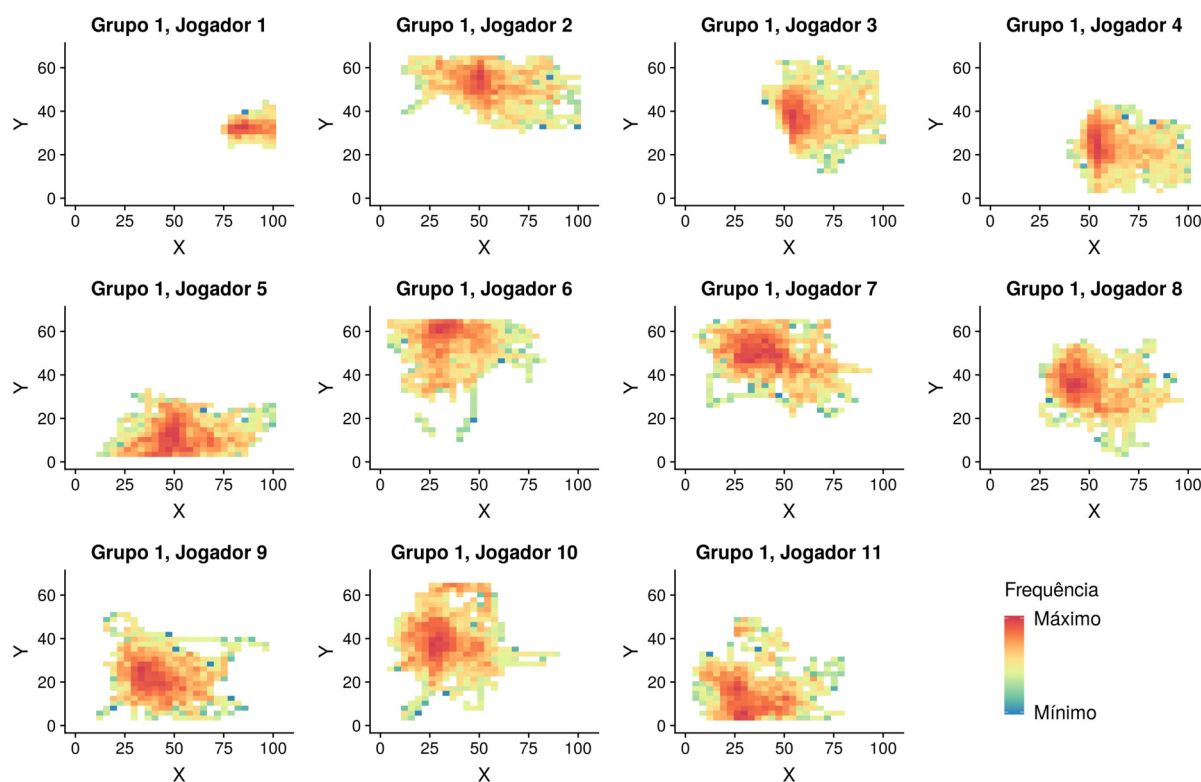 Grupo 1, Jogador 1
Grupo 1, Jogador 2
Grupo 1, Jogador 3
Grupo 1, Jogador 4
60
40
20
0
Y
0 25 50 75 100
X
60
40
20
0
Y
0 25 50 75 100
X
60
40
20
0
Y
0 25 50 75 100
X
60
40
20
0
Y
0 25 50 75 100
X
Grupo 1, Jogador 5
Grupo 1, Jogador 6
Grupo 1, Jogador 7
Grupo 1, Jogador 8
60
40
20
0
Y
0 25 50 75 100
X
60
40
20
0
Y
0 25 50 75 100
X
60
40
20
0
Y
0 25 50 75 100
X
60
40
20
0
Y
0 25 50 75 100
X
Grupo 1, Jogador 9
Grupo 1, Jogador 10
Grupo 1, Jogador 11
60
40
20
0
Y
0 25 50 75 100
X
60
40
20
0
Y
0 25 50 75 100
X
60
40
20
0
Y
0 25 50 75 100
X
Frequência
Máximo
Mínimo